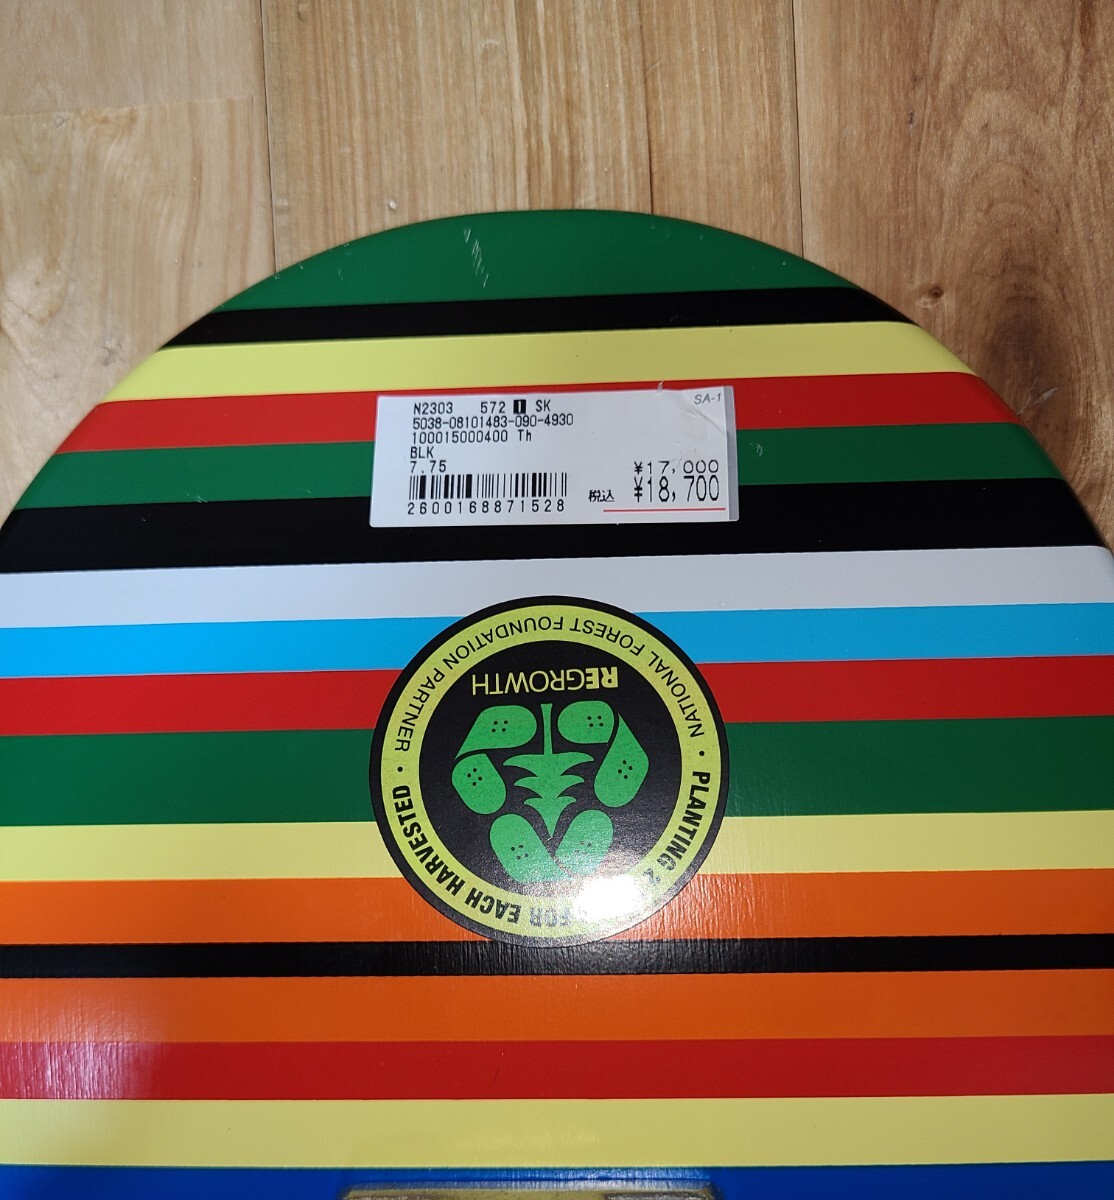 N2303 572 1 SK
SA-1
5038-08101483-090-4930
100015000400 Th
BLK
7.75
¥17,000
税込 ¥18,700
2600168871528
NATIONAL FOREST FOUNDATION PARTNER
REGROWTH
PLANTING 2
FOR EACH HARVESTED